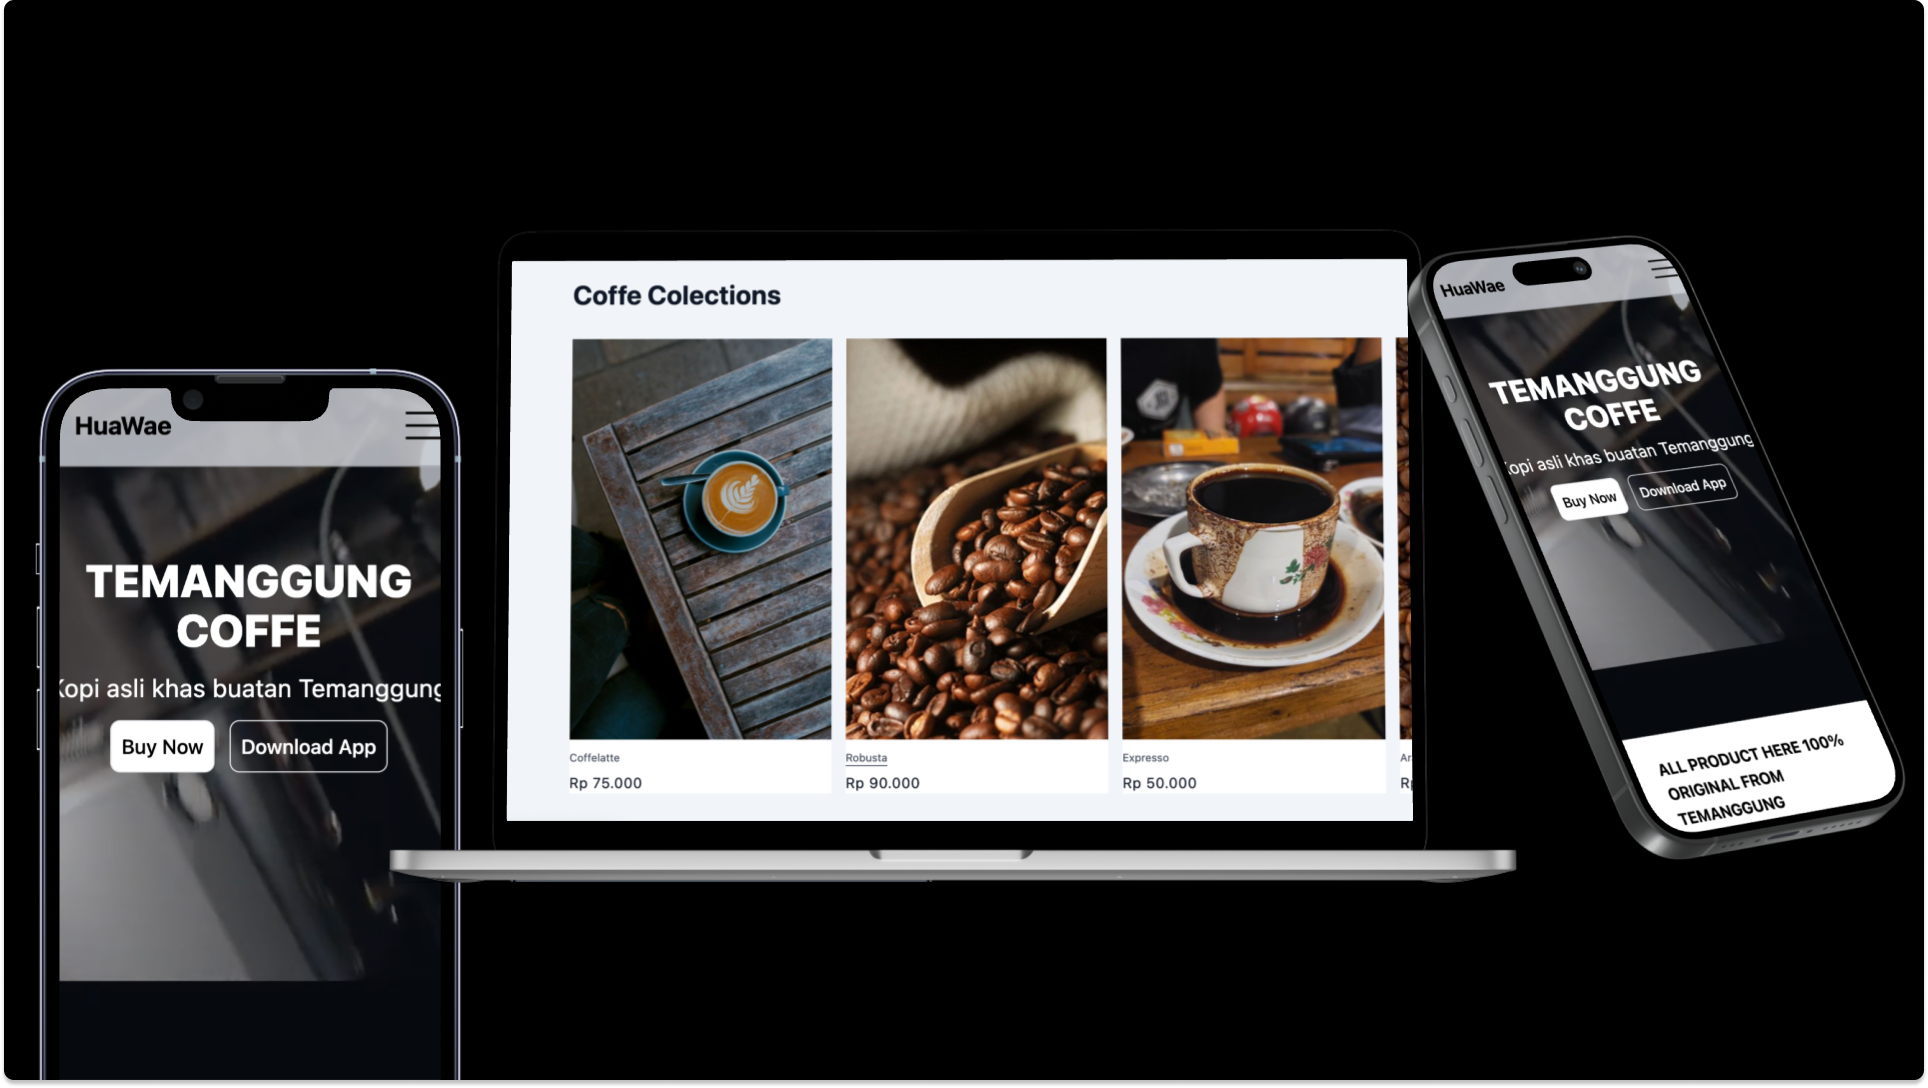 HuaWae
TEMANGGUNG
COFFE
Kopi asli khas buatan Temanggung
Buy Now
Download App
Coffe Colections
Coffelatte
Rp 75.000
Robusta
Rp 90.000
Expresso
Rp 50.000
Ar
Rp
HuaWae
TEMANGGUNG
COFFE
Kopi asli khas buatan Temanggung
Buy Now
Download App
ALL PRODUCT HERE 100%
ORIGINAL FROM
TEMANGGUNG